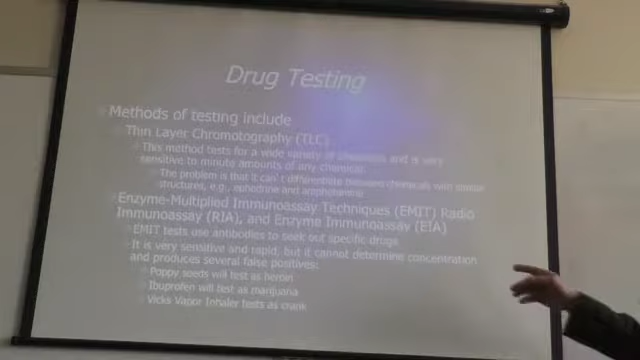 Drug Testing
Methods of testing include
Thin Layer Chromotography (TLC)
This method tests for a wide variety of chemicals and is very
sensitive to minute amounts of any chemical
The problem is that it can't differentiate between chemicals with similar
structures, e.g., ephedrine and amphetamine
Enzyme-Multiplied Immunoassay Techniques (EMIT) Radio
Immunoassay (RIA), and Enzyme Immunoassay (EIA)
EMIT tests use antibodies to seek out specific drugs
It is very sensitive and rapid, but it cannot determine concentration
and produces several false positives:
Poppy seeds will test as heroin
Ibuprofen will test as marijuana
Vicks Vapor Inhaler tests as crank